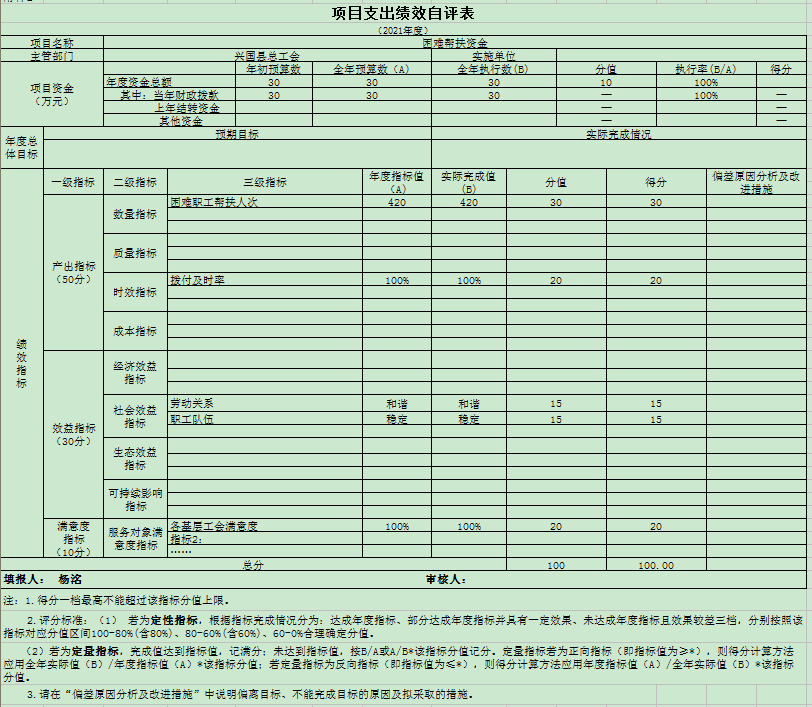 项目支出绩效自评表
（2021年度）
项目名称 困难帮扶资金
主管部门 兴国县总工会 实施单位
项目资金（万元） 年初预算数 全年预算数（A） 全年执行数(B) 分值 执行率(B/A) 得分
年度资金总额 30 30 30 10 100%
其中：当年财政拨款 30 30 30 — 100% —
上年结转资金 — —
其他资金 — —
年度总体目标 预期目标 实际完成情况
绩效指标 一级指标 二级指标 三级指标 年度指标值（A） 实际完成值（B) 分值 得分 偏差原因分析及改进措施
产出指标（50分） 数量指标 困难职工帮扶人次 420 420 30 30
质量指标
时效指标 拨付及时率 100% 100% 20 20
成本指标
效益指标（30分） 经济效益指标
社会效益指标 劳动关系 和谐 和谐 15 15
职工队伍 稳定 稳定 15 15
生态效益指标
可持续影响指标
满意度指标（10分） 服务对象满意度指标 各基层工会满意度 100% 100% 20 20
指标2：
……
总分 100 100.00
填报人： 杨洺 审核人：
注：1.得分一档最高不能超过该指标分值上限。
2.评分标准：（1） 若为定性指标，根据指标完成情况分为：达成年度指标、部分达成年度指标并具有一定效果、未达成年度指标且效果较差三档，分别按照该
指标对应分值区间100-80%(含80%)、80-60%(含60%)、60-0%合理确定分值。
（2）若为定量指标，完成值达到指标值，记满分；未达到指标值，按B/A或A/B*该指标分值记分。定量指标若为正向指标（即指标值为≥*），则得分计算方法
应用全年实际值（B）/年度指标值（A）*该指标分值；若定量指标为反向指标（即指标值为≤*），则得分计算方法应用年度指标值（A）/全年实际值（B）*该指标
分值。
3.请在“偏差原因分析及改进措施”中说明偏离目标、不能完成目标的原因及拟采取的措施。